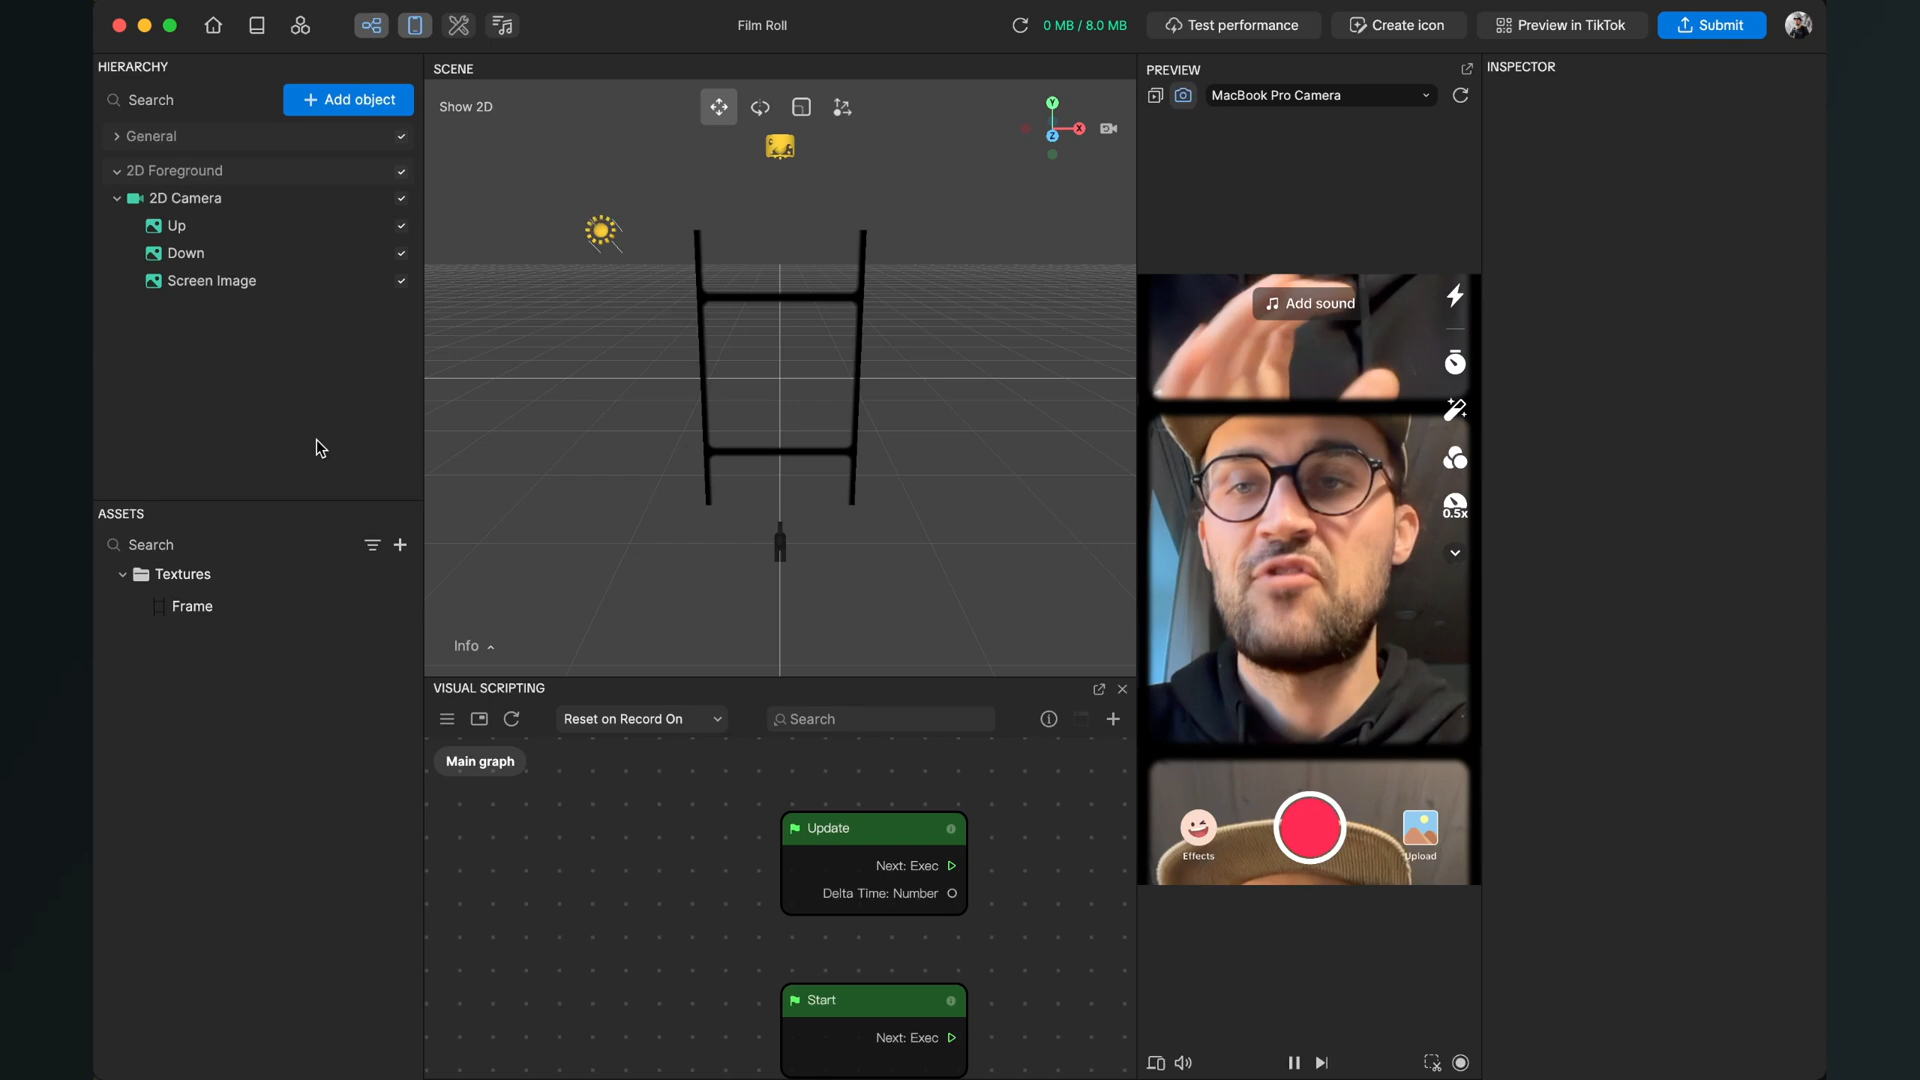 Film Roll
0 MB / 8.0 MB
Test performance
Create icon
Preview in TikTok
Submit
HIERARCHY
Search
Add object
General
2D Foreground
2D Camera
Up
Down
Screen Image
ASSETS
Search
Textures
Frame
SCENE
Show 2D
Y
X
Z
Info
VISUAL SCRIPTING
Reset on Record On
Search
Main graph
Update
Next: Exec
Delta Time: Number
Start
Next: Exec
PREVIEW
MacBook Pro Camera
Add sound
0.5x
Effects
Upload
INSPECTOR